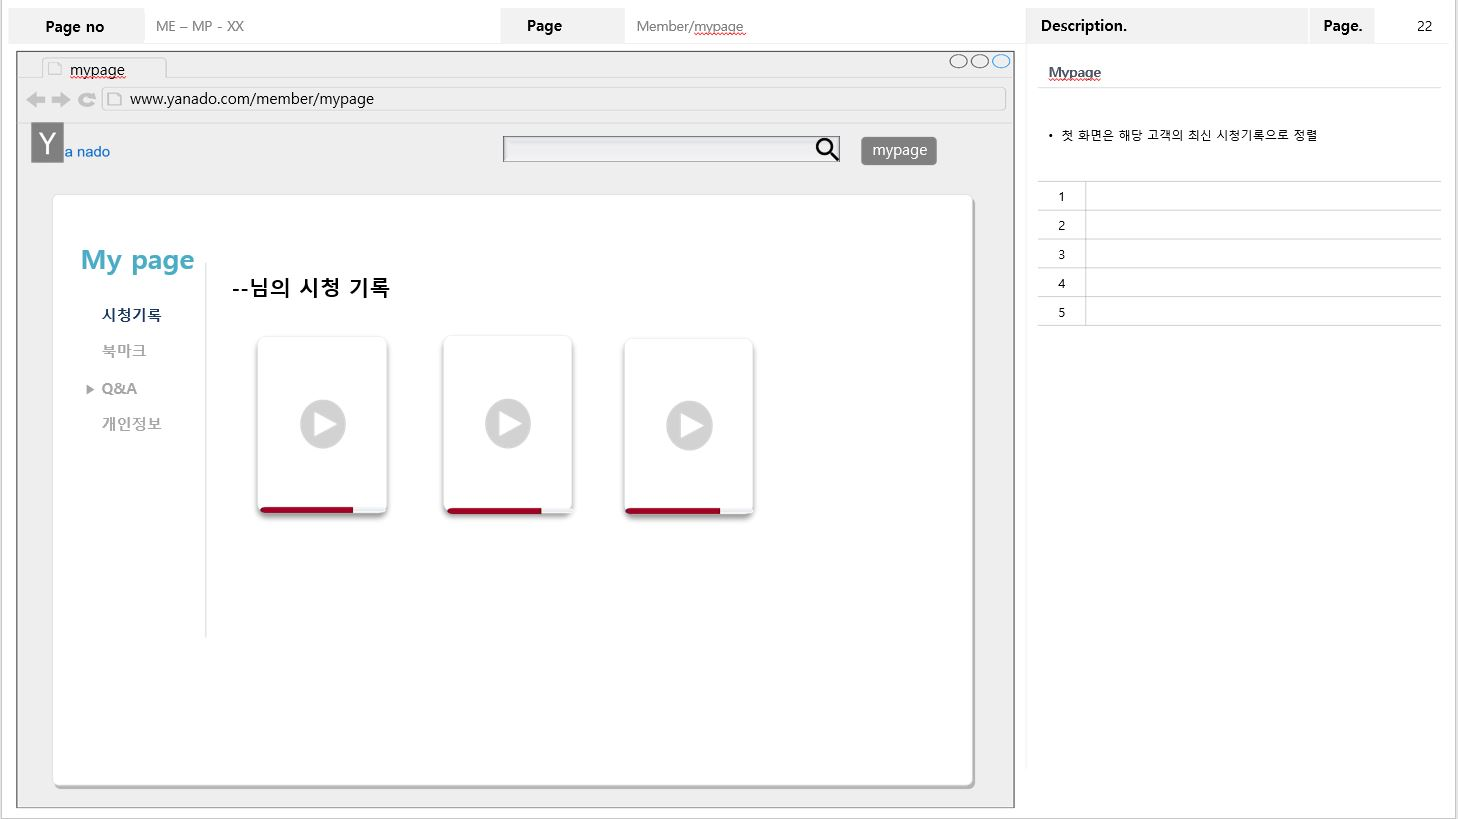 Page no
ME – MP - XX
Page
Member/mypage
Description.
Page.
22
mypage
www.yanado.com/member/mypage
Y
a nado
mypage
My page
시청기록
북마크
Q&A
개인정보
--님의 시청 기록
Mypage
• 첫 화면은 해당 고객의 최신 시청기록으로 정렬
1
2
3
4
5